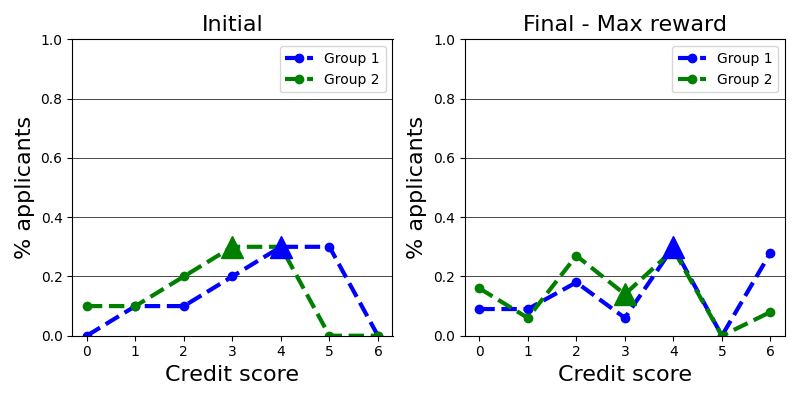 Initial
Final - Max reward
% applicants
1.0
0.8
0.6
0.4
0.2
0.0
Group 1
Group 2
0 1 2 3 4 5 6
Credit score
% applicants
1.0
0.8
0.6
0.4
0.2
0.0
Group 1
Group 2
0 1 2 3 4 5 6
Credit score